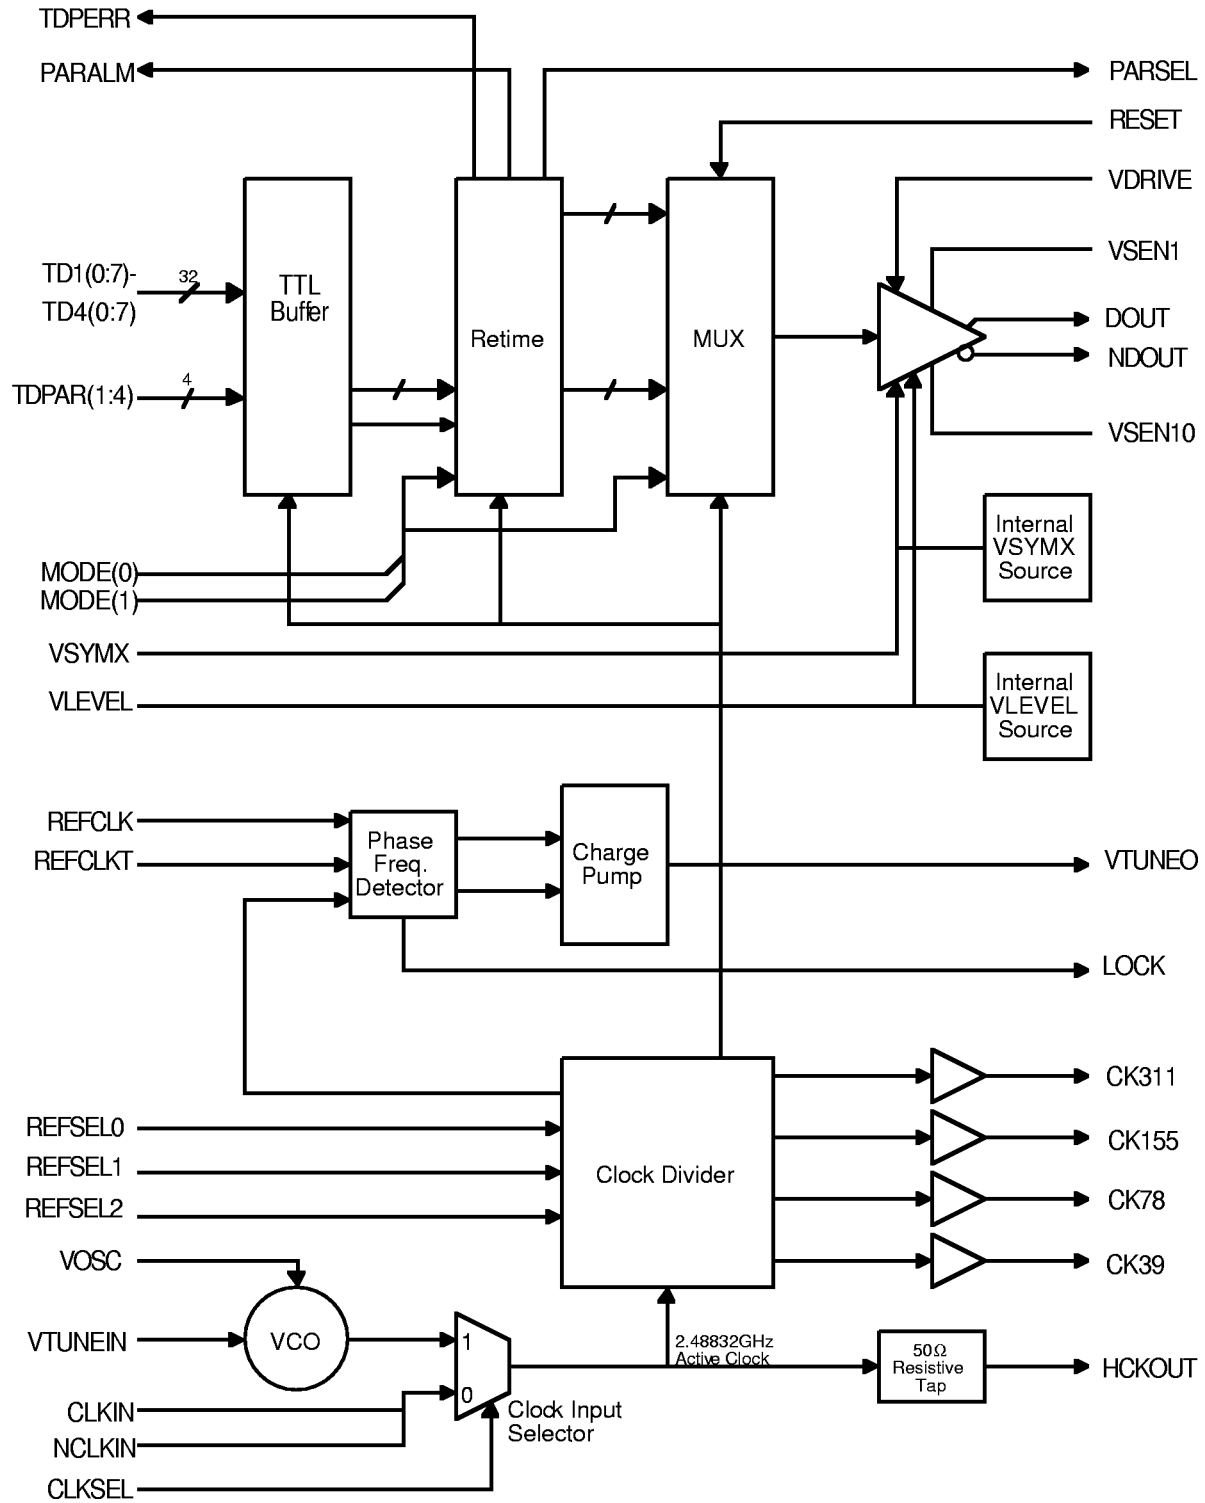 TDPERR
PARALM
PARSEL
RESET
VDRIVE
VSEN1
DOUT
NDOUT
VSEN10
TD1(0:7)-
TD4(0:7)
32
TDPAR(1:4)
4
TTL
Buffer
Retime
MUX
MODE(0)
MODE(1)
VSYMX
VLEVEL
Internal
VSYMX
Source
Internal
VLEVEL
Source
REFCLK
REFCLKT
Phase
Freq.
Detector
Charge
Pump
VTUNEO
LOCK
REFSEL0
REFSEL1
REFSEL2
Clock Divider
CK311
CK155
CK78
CK39
VOSC
VTUNEIN
VCO
1
0
CLKIN
NCLKIN
CLKSEL
Clock Input
Selector
2.48832GHz
Active Clock
50Ω
Resistive
Tap
HCKOUT